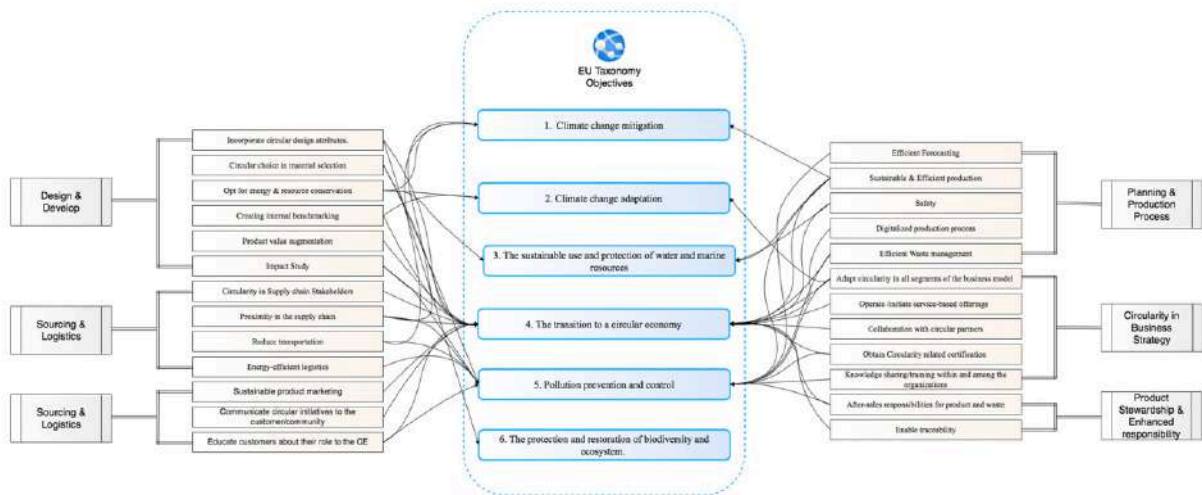 EU Taxonomy
Objectives
Design &
Develop
Sourcing &
Logistics
Sourcing &
Logistics
Incorporate circular design attributes.
Circular choice in material selection
Opt for energy & resource conservation
Creating internal benchmarking
Product value augmentation
Impact Study
Circularity in Supply chain Stakeholders
Proximity in the supply chain
Reduce transportation
Energy-efficient logistics
Sustainable product marketing
Communicate circular initiatives to the
customer/community
Educate customers about their role to the CE
1. Climate change mitigation
2. Climate change adaptation
3. The sustainable use and protection of water and marine
resources
4. The transition to a circular economy
5. Pollution prevention and control
6. The protection and restoration of biodiversity and
ecosystem.
Efficient Forecasting
Sustainable & Efficient production
Safety
Digitalized production process
Efficient Waste management
Adapt circularity in all segments of the business model
Operate /initiate service-based offerings
Collaboration with circular partners
Obtain Circularity related certification
Knowledge sharing/training within and among the
organizations
After-sales responsibilities for product and waste
Enable traceability
Planning &
Production
Process
Circularity in
Business
Strategy
Product
Stewardship &
Enhanced
responsibility